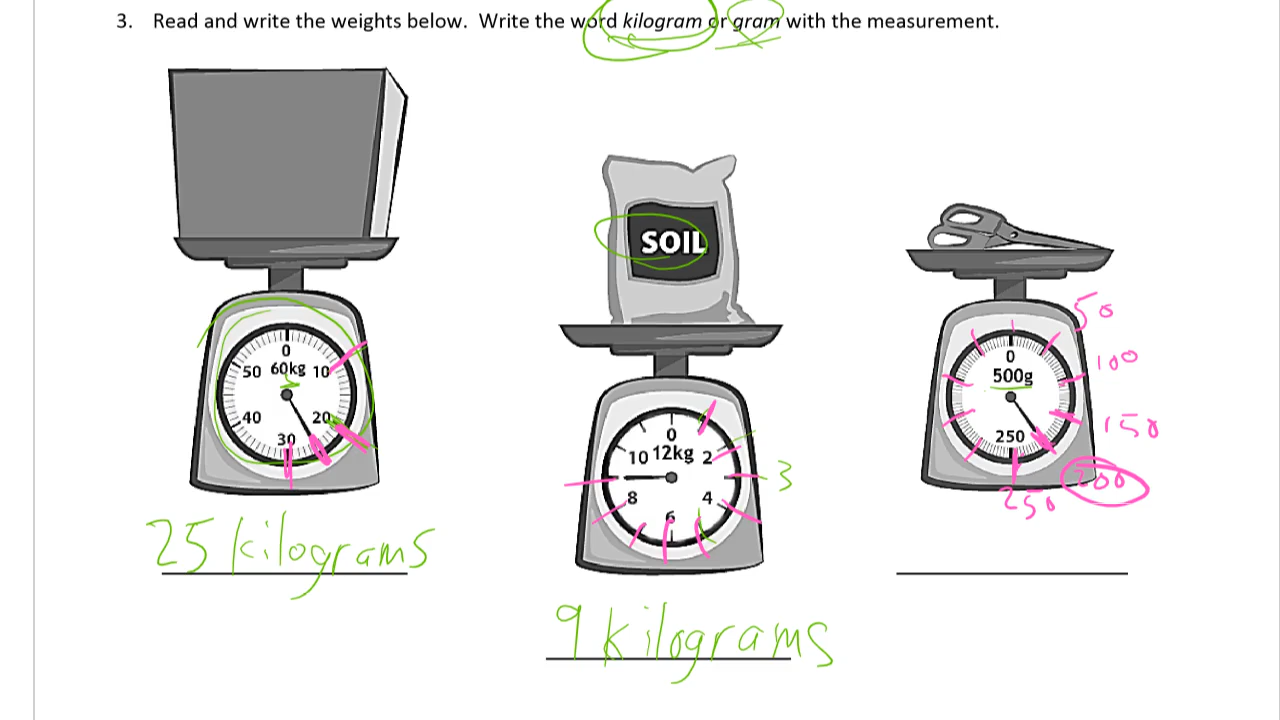 3. Read and write the weights below. Write the word kilogram or gram with the measurement.
SOIL
0
50 60kg 10
40 20
30
0
10 12kg 2
8 4
6
3
0
500g
250
50
100
150
200
250
25 kilograms
9 kilograms